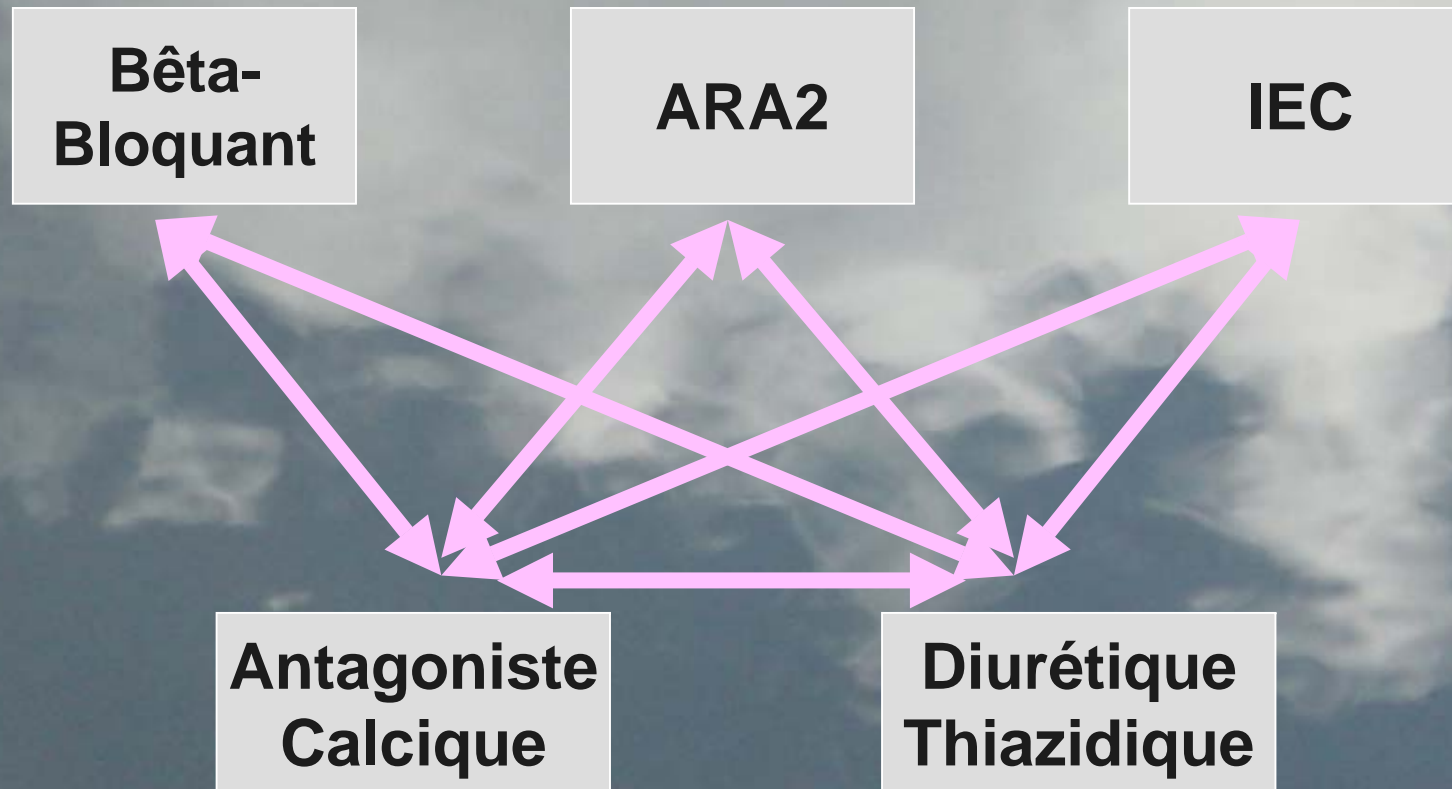 Bêta-
Bloquant
ARA2
IEC
Antagoniste
Calcique
Diurétique
Thiazidique